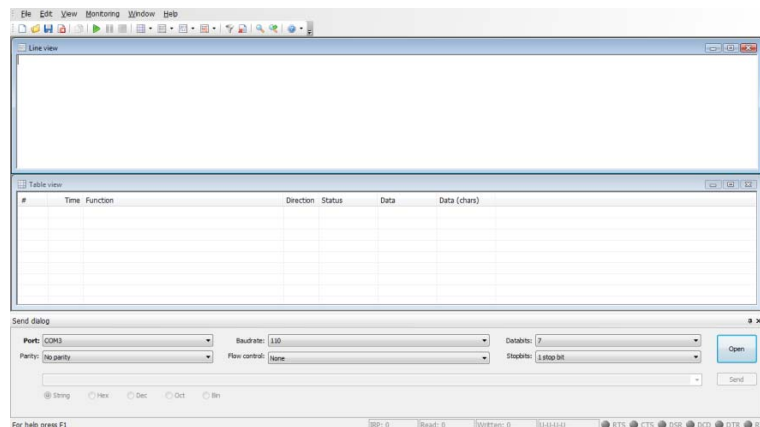 File Edit View Monitoring Window Help
Line view
Table view
# Time Function Direction Status Data Data (chars)
Send dialog
Port: COM3 Baudrate: 110 Databits: 7 Open
Parity: No parity Flow control: None Stopbits: 1 stop bit
Send
String Hex Dec Oct Bin
For help press F1 Read: 0 Written: 0 RTS CTS DSR DCD DTR